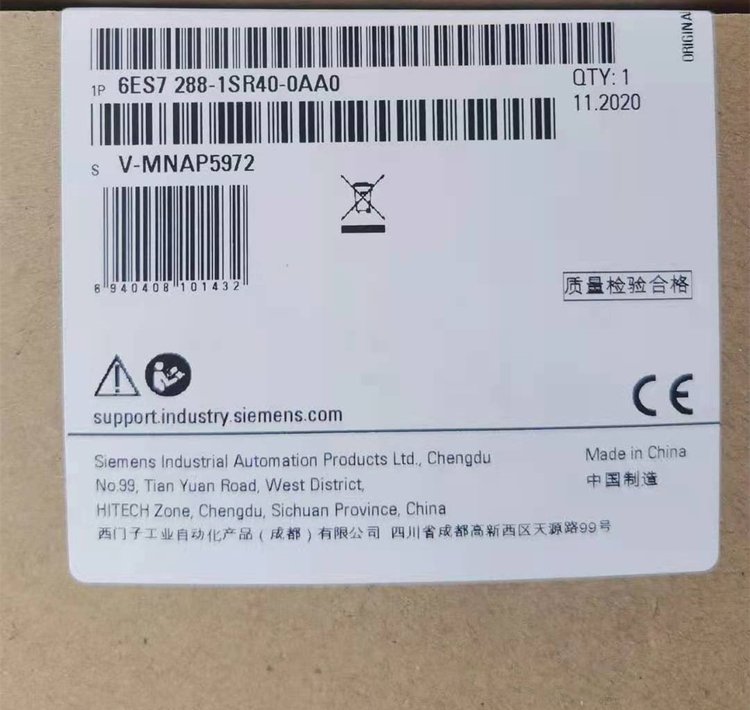 ORIGINAL
1P 6ES7 288-1SR40-0AA0
QTY: 1
11.2020
S V-MNAP5972
6 940408 101432
质量检验合格
support.industry.siemens.com
CE
Siemens Industrial Automation Products Ltd., Chengdu
No.99, Tian Yuan Road, West District,
HITECH Zone, Chengdu, Sichuan Province, China
西门子工业自动化产品(成都)有限公司 四川省成都高新西区天源路99号
Made in China
中国制造